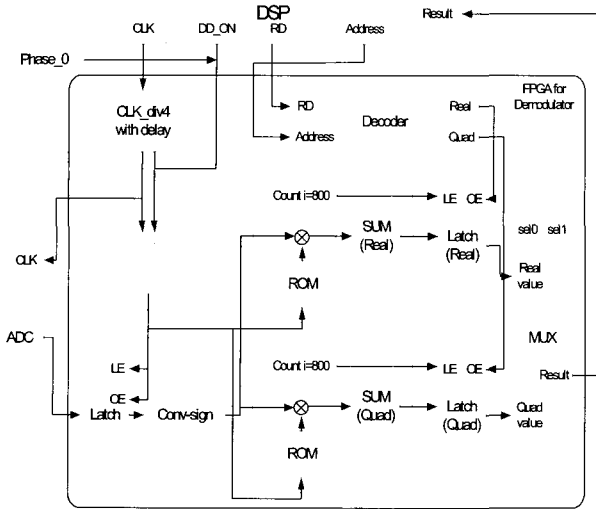 DSP
Result
CLK
DD_ON
RD
Address
Phase_0
FPGA for
Demodulator
CLK_div4
with delay
RD
Address
Decoder
Real
Quad
Count i=800
LE OE
SUM
(Real)
Latch
(Real)
sel0 sel1
CLK
Real
value
ROM
ADC
MUX
LE
Count i=800
LE OE
Result
OE
Latch
Conv-sign
SUM
(Quad)
Latch
(Quad)
Quad
value
ROM